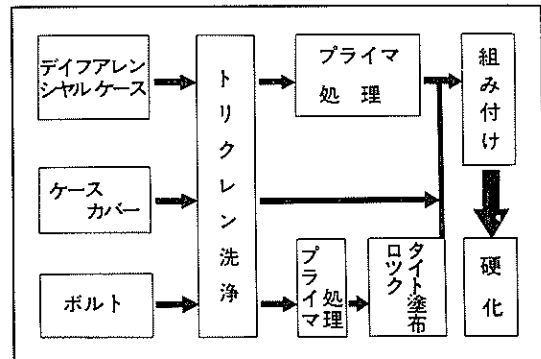 デイフアレン
シヤルケース
ケース
カバー
ボルト
トリクレン洗浄
プライマ
処理
プライマ
処理
ロツク
タイト塗布
組み付け
硬化